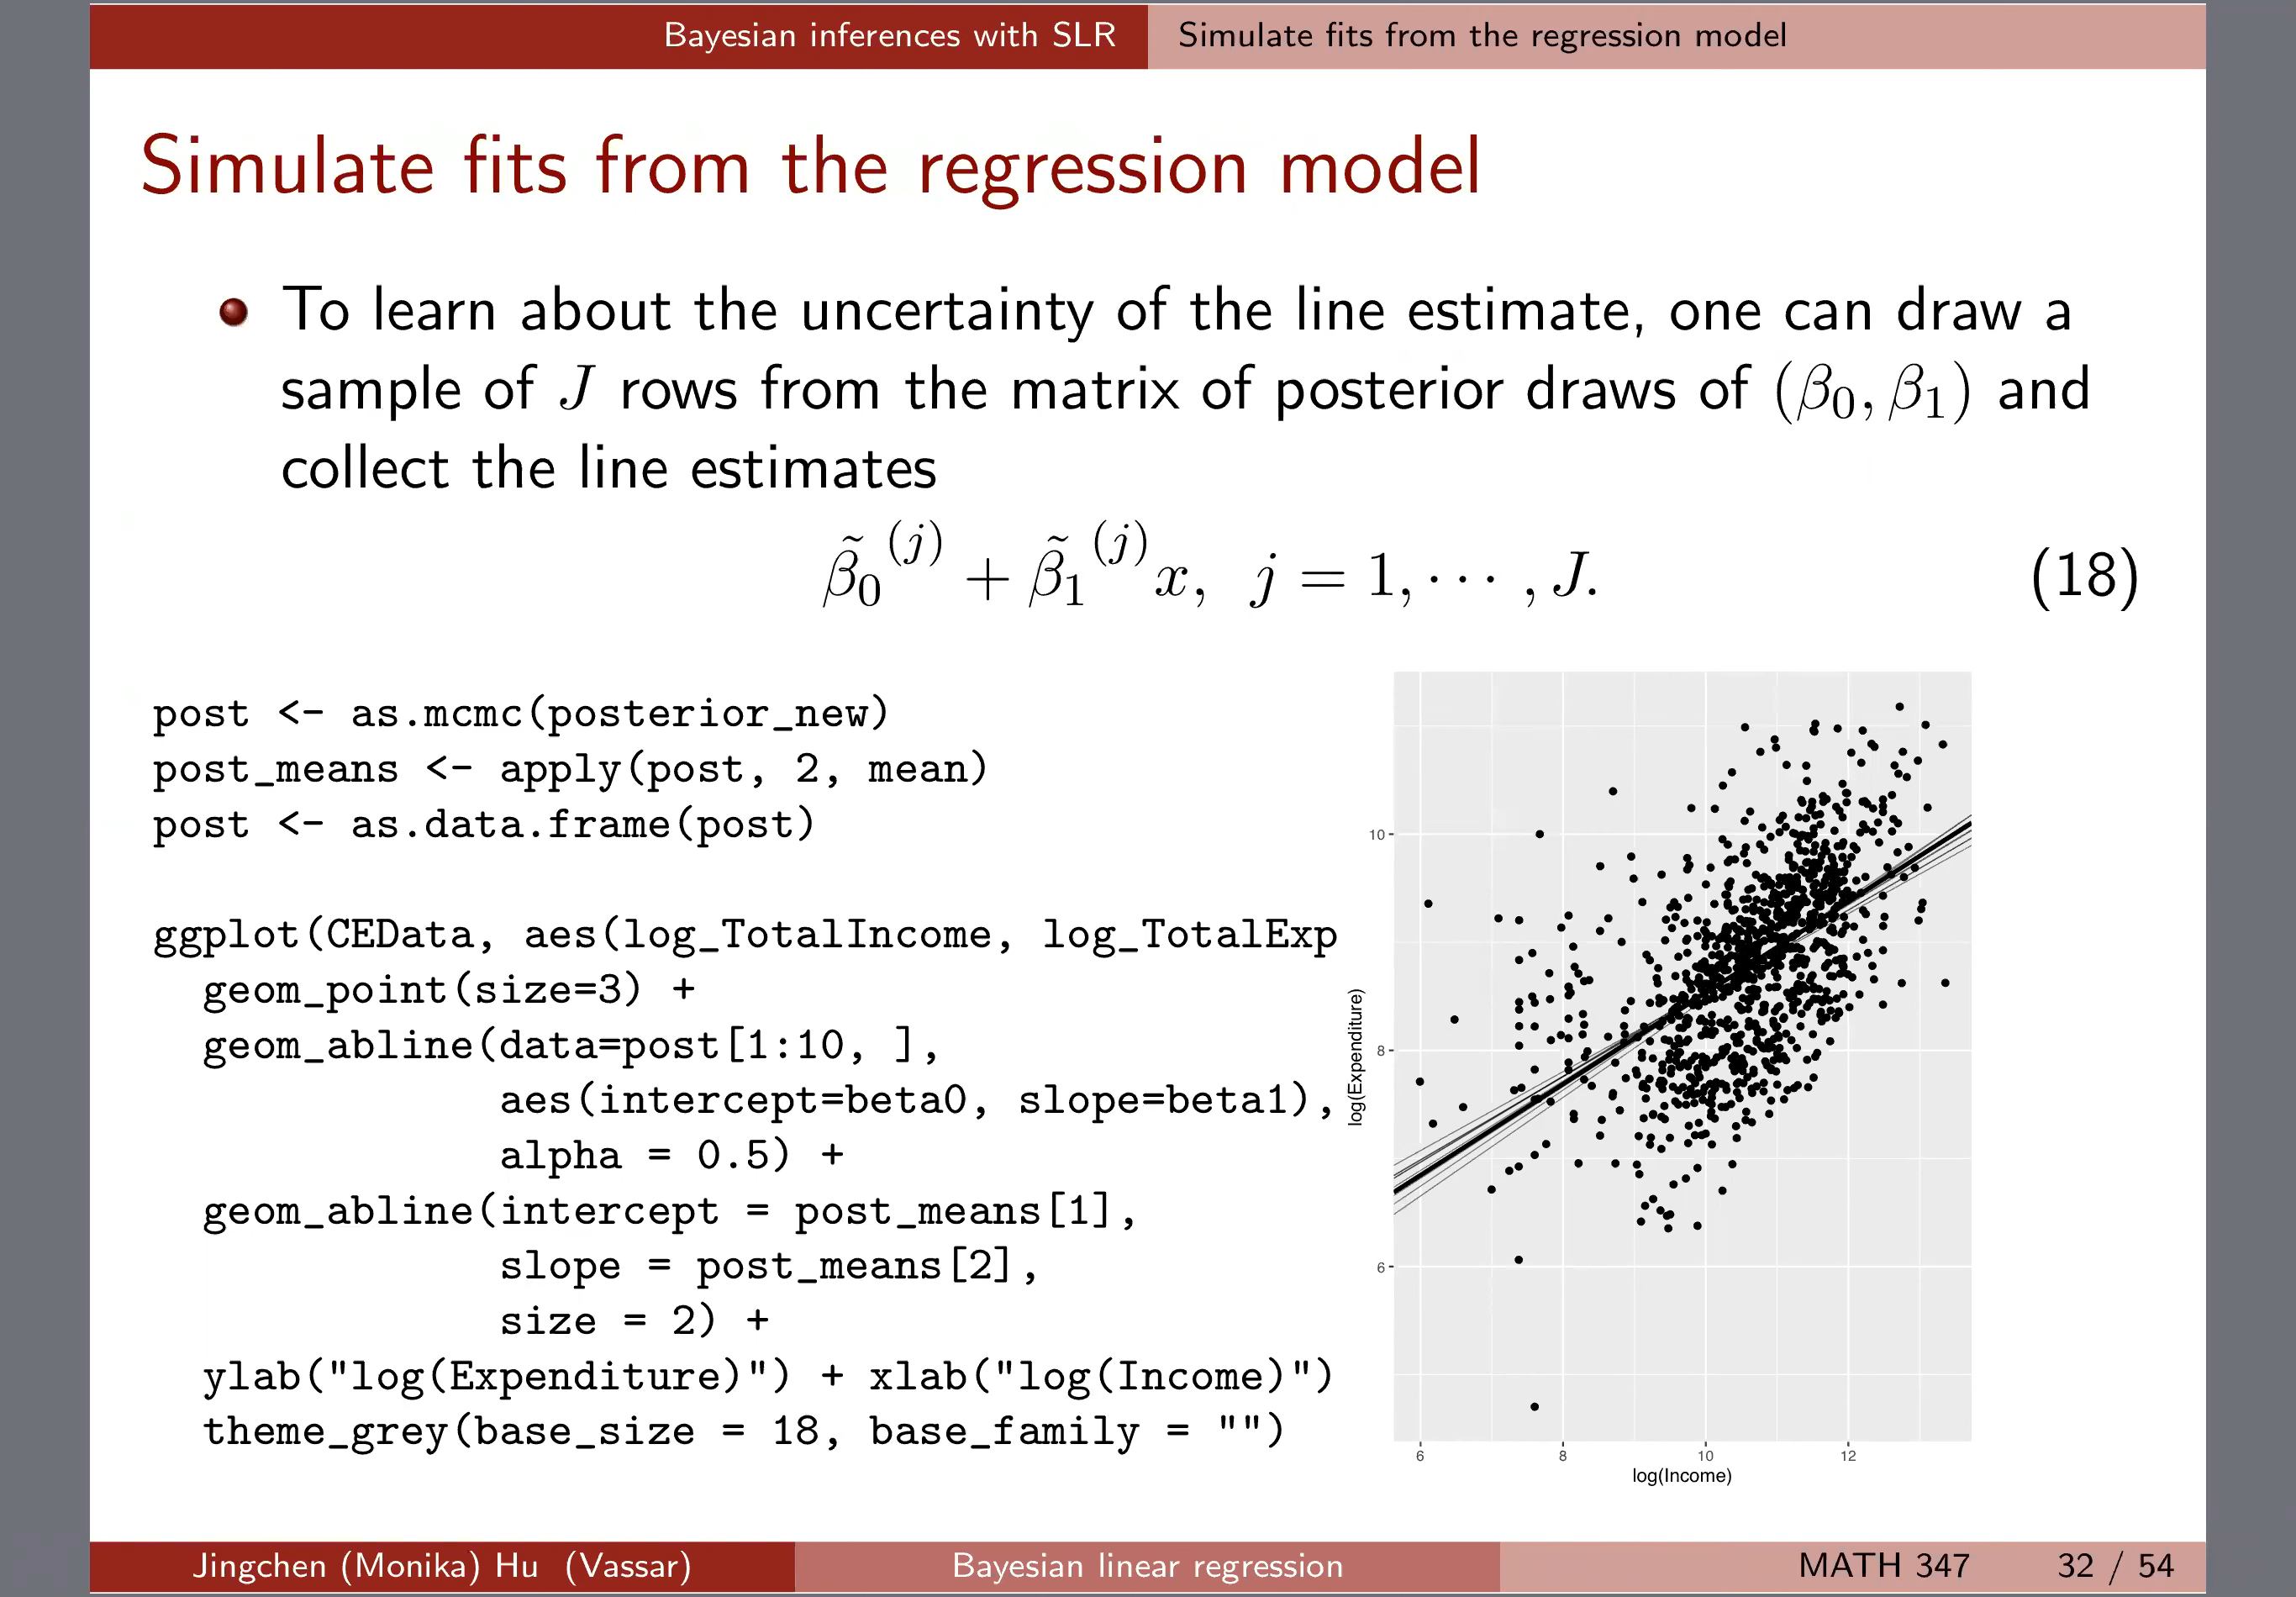 Bayesian inferences with SLR Simulate fits from the regression model
Simulate fits from the regression model
To learn about the uncertainty of the line estimate, one can draw a
sample of J rows from the matrix of posterior draws of (β0, β1) and
collect the line estimates
β̃0^(j) + β̃1^(j) x, j = 1, ⋯ , J. (18)
post <- as.mcmc(posterior_new)
post_means <- apply(post, 2, mean)
post <- as.data.frame(post)
ggplot(CEData, aes(log_TotalIncome, log_TotalExp
geom_point(size=3) +
geom_abline(data=post[1:10, ],
aes(intercept=beta0, slope=beta1),
alpha = 0.5) +
geom_abline(intercept = post_means[1],
slope = post_means[2],
size = 2) +
ylab("log(Expenditure)") + xlab("log(Income)")
theme_grey(base_size = 18, base_family = "")
10
8
6
log(Expenditure)
6 8 10 12
log(Income)
Jingchen (Monika) Hu (Vassar) Bayesian linear regression MATH 347 32 / 54